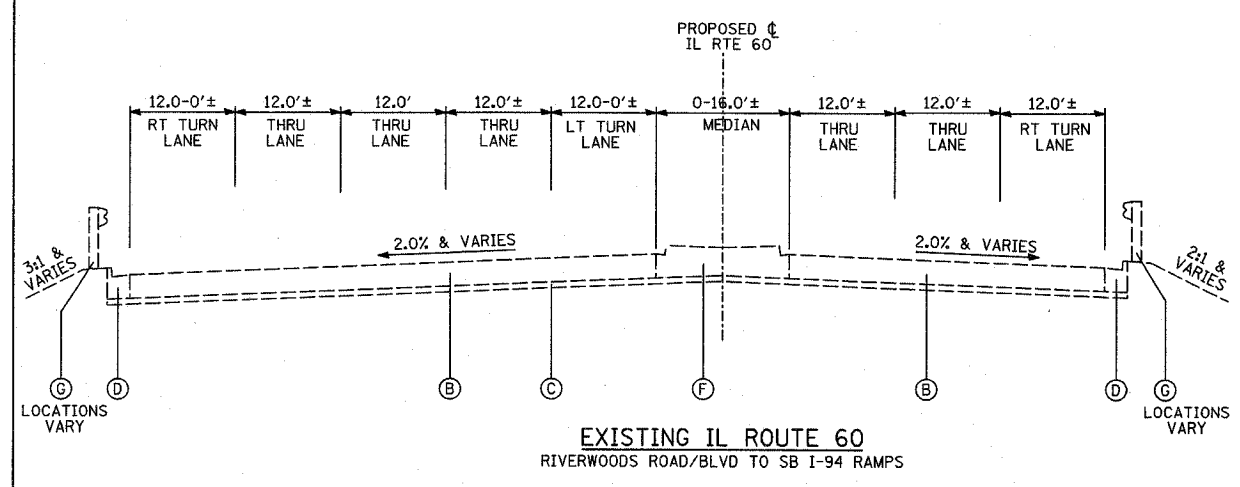 PROPOSED ℄
IL RTE 60
12.0-0'± 12.0'± 12.0' 12.0'± 12.0-0'± 0-16.0'± 12.0'± 12.0'± 12.0'±
RT TURN LANE
THRU LANE
THRU LANE
THRU LANE
LT TURN LANE
MEDIAN
THRU LANE
THRU LANE
RT TURN LANE
3:1 &
VARIES
2.0% & VARIES
2.0% & VARIES
2:1 &
VARIES
G D B C F B D G
LOCATIONS
VARY
LOCATIONS
VARY
EXISTING IL ROUTE 60
RIVERWOODS ROAD/BLVD TO SB I-94 RAMPS